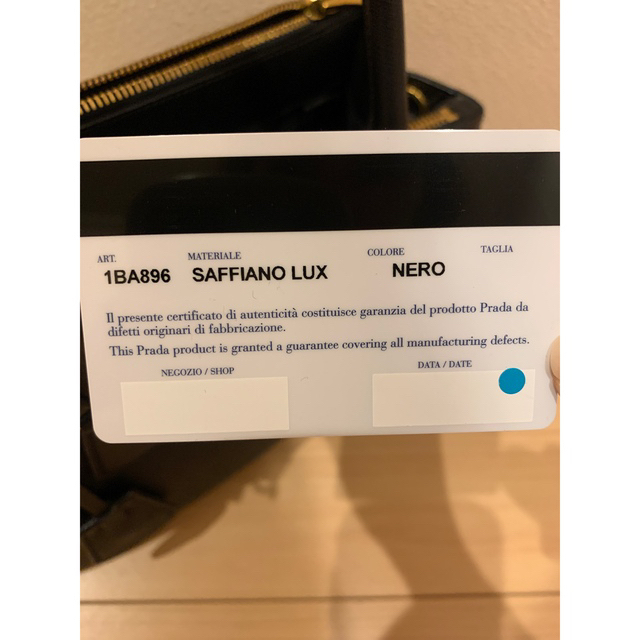 ART. MATERIALE COLORE TAGLIA
1BA896 SAFFIANO LUX NERO
Il presente certificato di autenticità costituisce garanzia del prodotto Prada da
difetti originari di fabbricazione.
This Prada product is granted a guarantee covering all manufacturing defects.
NEGOZIO / SHOP DATA / DATE